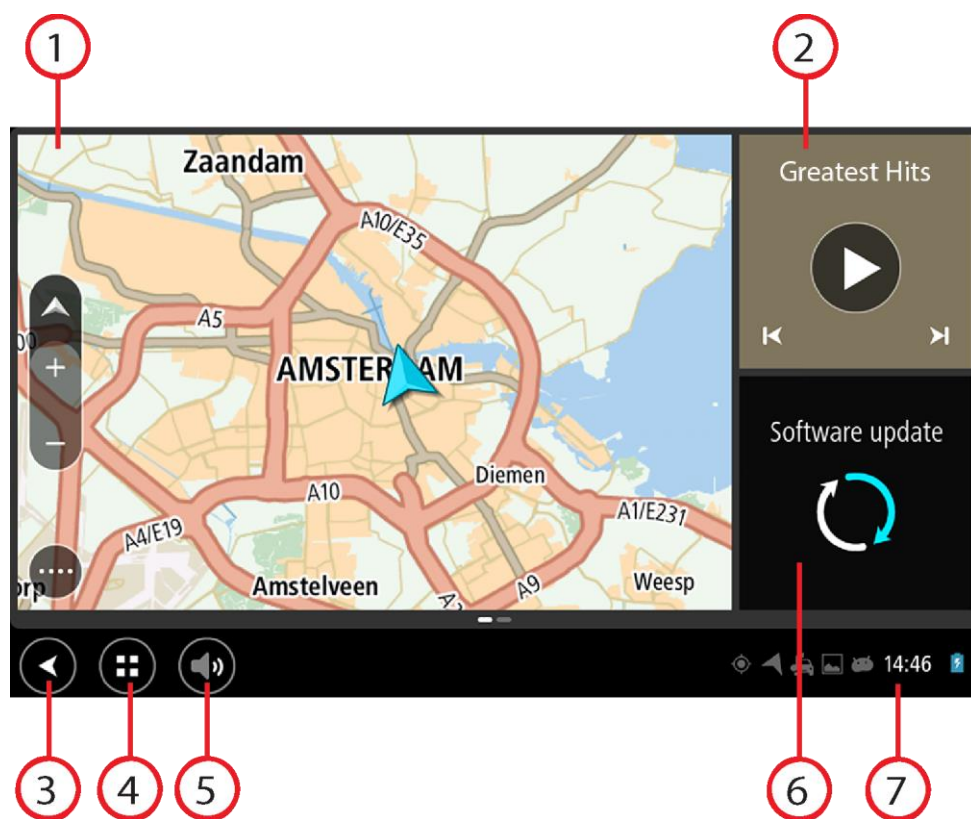 1
2
Zaandam
Greatest Hits
A10/E35
A5
AMSTERDAM
Software update
Diemen
A10
A1/E231
A4/E19
Amstelveen
A9
Weesp
14:46
3
4
5
6
7